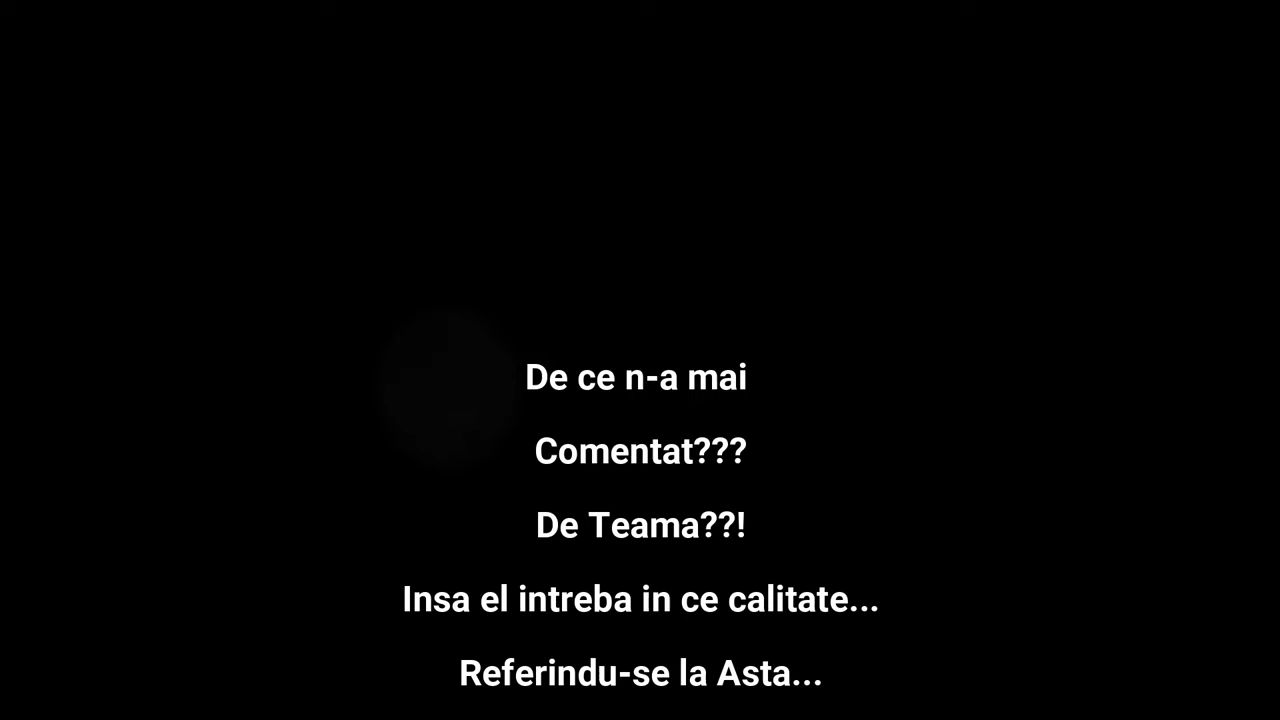 De ce n-a mai
Comentat???
De Teama??!
Insa el intreba in ce calitate...
Referindu-se la Asta...